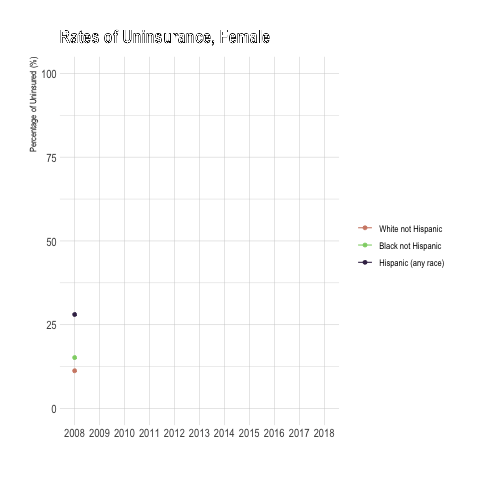 Rates of Uninsurance, Female
Percentage of Uninsured (%)
100
75
50
25
0
2008 2009 2010 2011 2012 2013 2014 2015 2016 2017 2018
White not Hispanic
Black not Hispanic
Hispanic (any race)